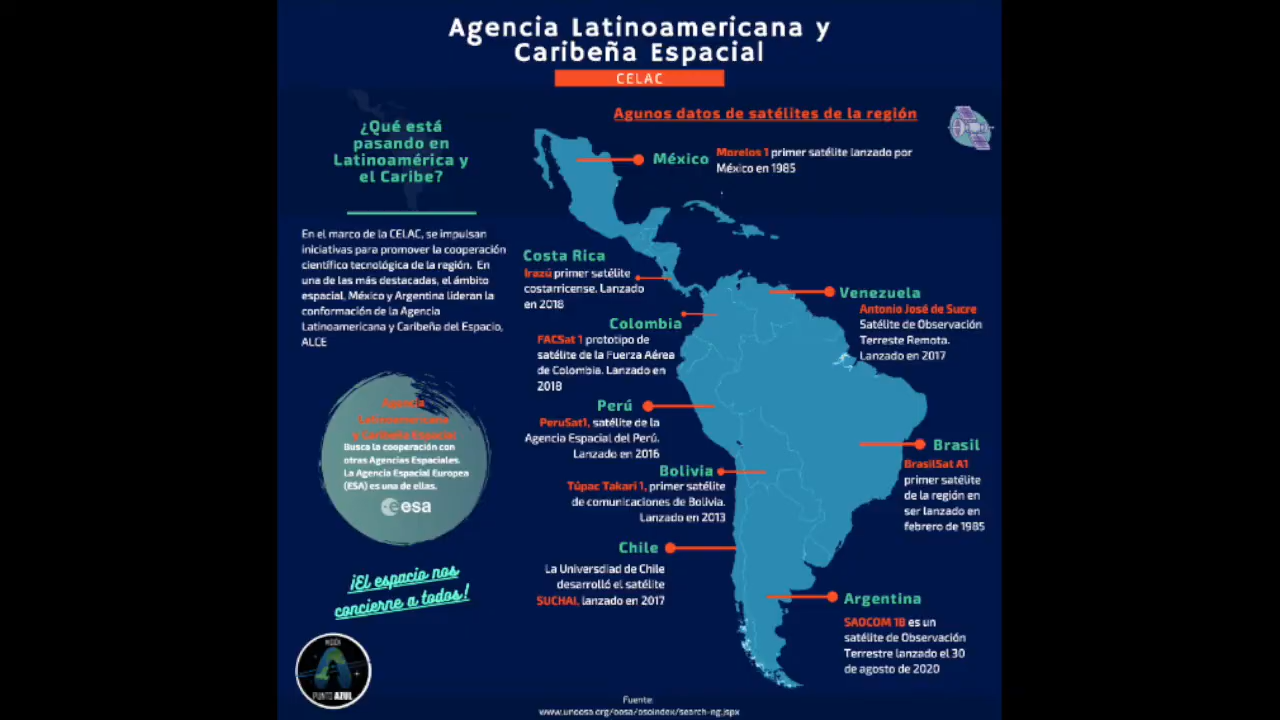 Agencia Latinoamericana y
Caribeña Espacial
CELAC
¿Qué está
pasando en
Latinoamérica y
el Caribe?
En el marco de la CELAC, se impulsan
iniciativas para promover la cooperación
científico tecnológica de la región. En
una de las más destacadas, el ámbito
espacial, México y Argentina lideran la
conformación de la Agencia
Latinoamericana y Caribeña del Espacio,
ALCE
Agencia
Latinoamericana
y Caribeña Espacial
Busca la cooperación con
otras Agencias Espaciales.
La Agencia Espacial Europea
(ESA) es una de ellas.
esa
¡El espacio nos
concierne a todos!
MISIÓN
PUNTO AZUL
Agunos datos de satélites de la región
México
Morelos 1 primer satélite lanzado por
México en 1985
Costa Rica
Irazú primer satélite
costarricense. Lanzado
en 2018
Venezuela
Antonio José de Sucre
Satélite de Observación
Terreste Remota.
Lanzado en 2017
Colombia
FACSat 1 prototipo de
satélite de la Fuerza Aérea
de Colombia. Lanzado en
2018
Perú
PeruSat1, satélite de la
Agencia Espacial del Perú.
Lanzado en 2016
Brasil
BrasilSat A1
primer satélite
de la región en
ser lanzado en
febrero de 1985
Bolivia
Túpac Takari 1, primer satélite
de comunicaciones de Bolivia.
Lanzado en 2013
Chile
La Universdiad de Chile
desarrolló el satélite
SUCHAI, lanzado en 2017
Argentina
SAOCOM 1B es un
satélite de Observación
Terrestre lanzado el 30
de agosto de 2020
Fuente:
www.unoosa.org/oosa/osoindex/search-ng.jspx